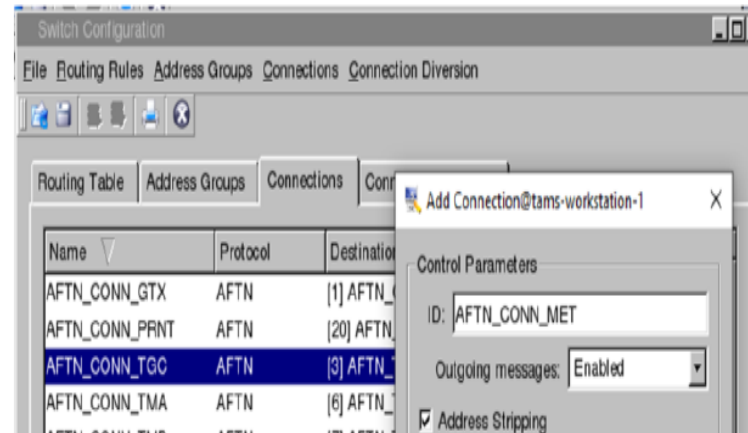 Switch Configuration
File Routing Rules Address Groups Connections Connection Diversion
Routing Table Address Groups Connections
Add Connection@tams-workstation-1
Name Protocol Destination
Control Parameters
AFTN_CONN_GTX AFTN [1] AFTN_
ID: AFTN_CONN_MET
AFTN_CONN_PRNT AFTN [20] AFTN_
AFTN_CONN_TGC AFTN [3] AFTN_
Outgoing messages: Enabled
AFTN_CONN_TMA AFTN [6] AFTN_
Address Stripping